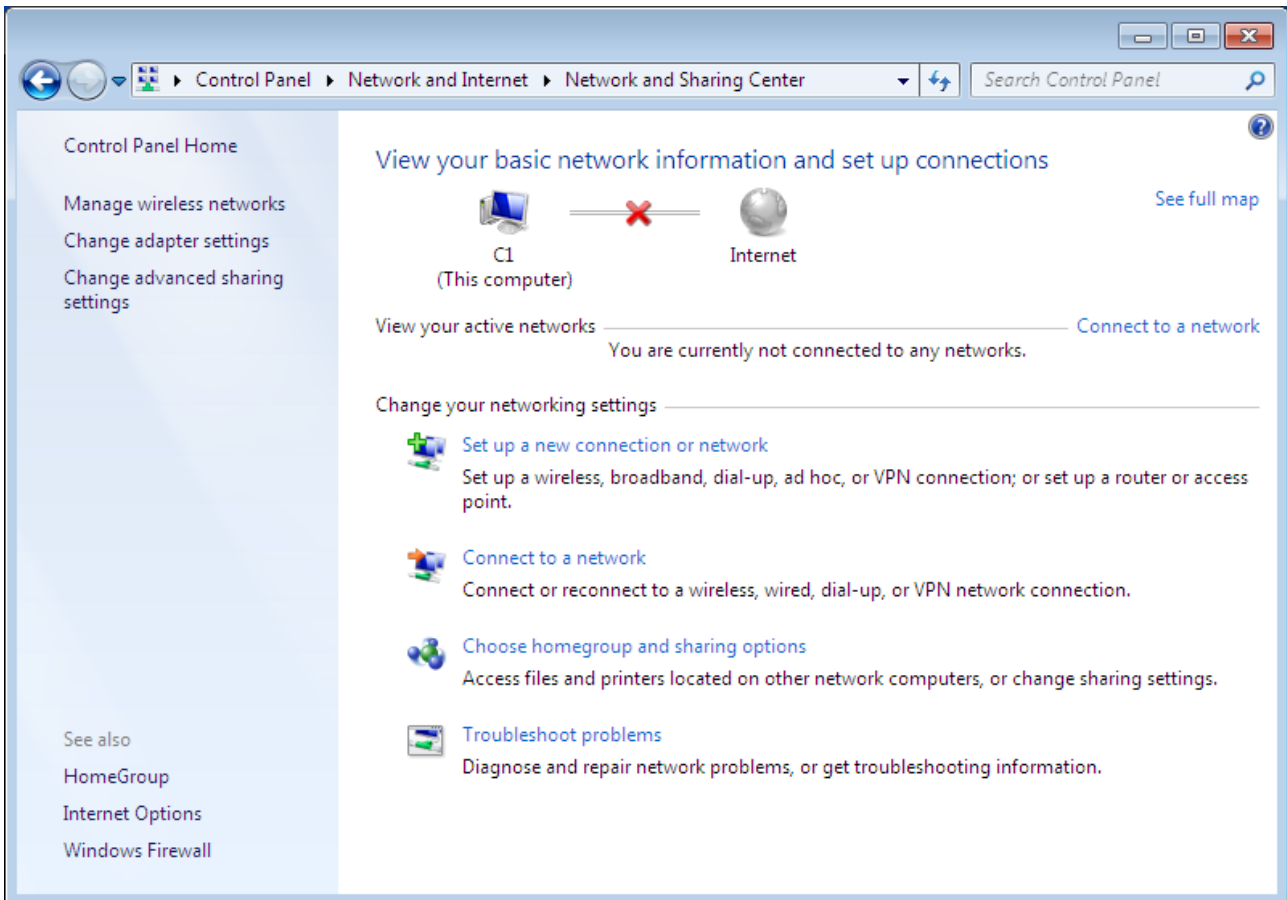 Control Panel ▸ Network and Internet ▸ Network and Sharing Center
Search Control Panel
Control Panel Home
Manage wireless networks
Change adapter settings
Change advanced sharing
settings
See also
HomeGroup
Internet Options
Windows Firewall
View your basic network information and set up connections
See full map
C1
(This computer)
Internet
View your active networks
Connect to a network
You are currently not connected to any networks.
Change your networking settings
Set up a new connection or network
Set up a wireless, broadband, dial-up, ad hoc, or VPN connection; or set up a router or access
point.
Connect to a network
Connect or reconnect to a wireless, wired, dial-up, or VPN network connection.
Choose homegroup and sharing options
Access files and printers located on other network computers, or change sharing settings.
Troubleshoot problems
Diagnose and repair network problems, or get troubleshooting information.